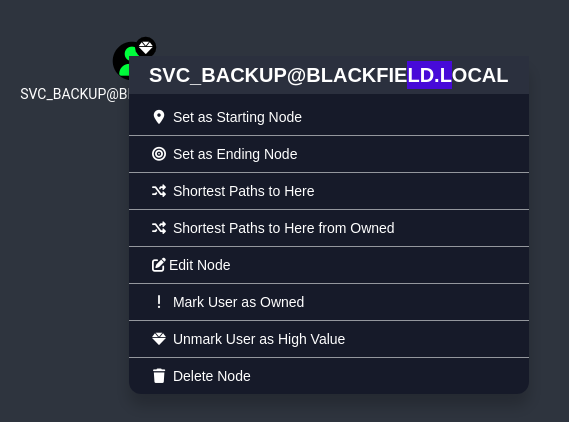 SVC_BACKUP@BLACKFIELD.LOCAL
SVC_BACKUP@B
Set as Starting Node
Set as Ending Node
Shortest Paths to Here
Shortest Paths to Here from Owned
Edit Node
Mark User as Owned
Unmark User as High Value
Delete Node